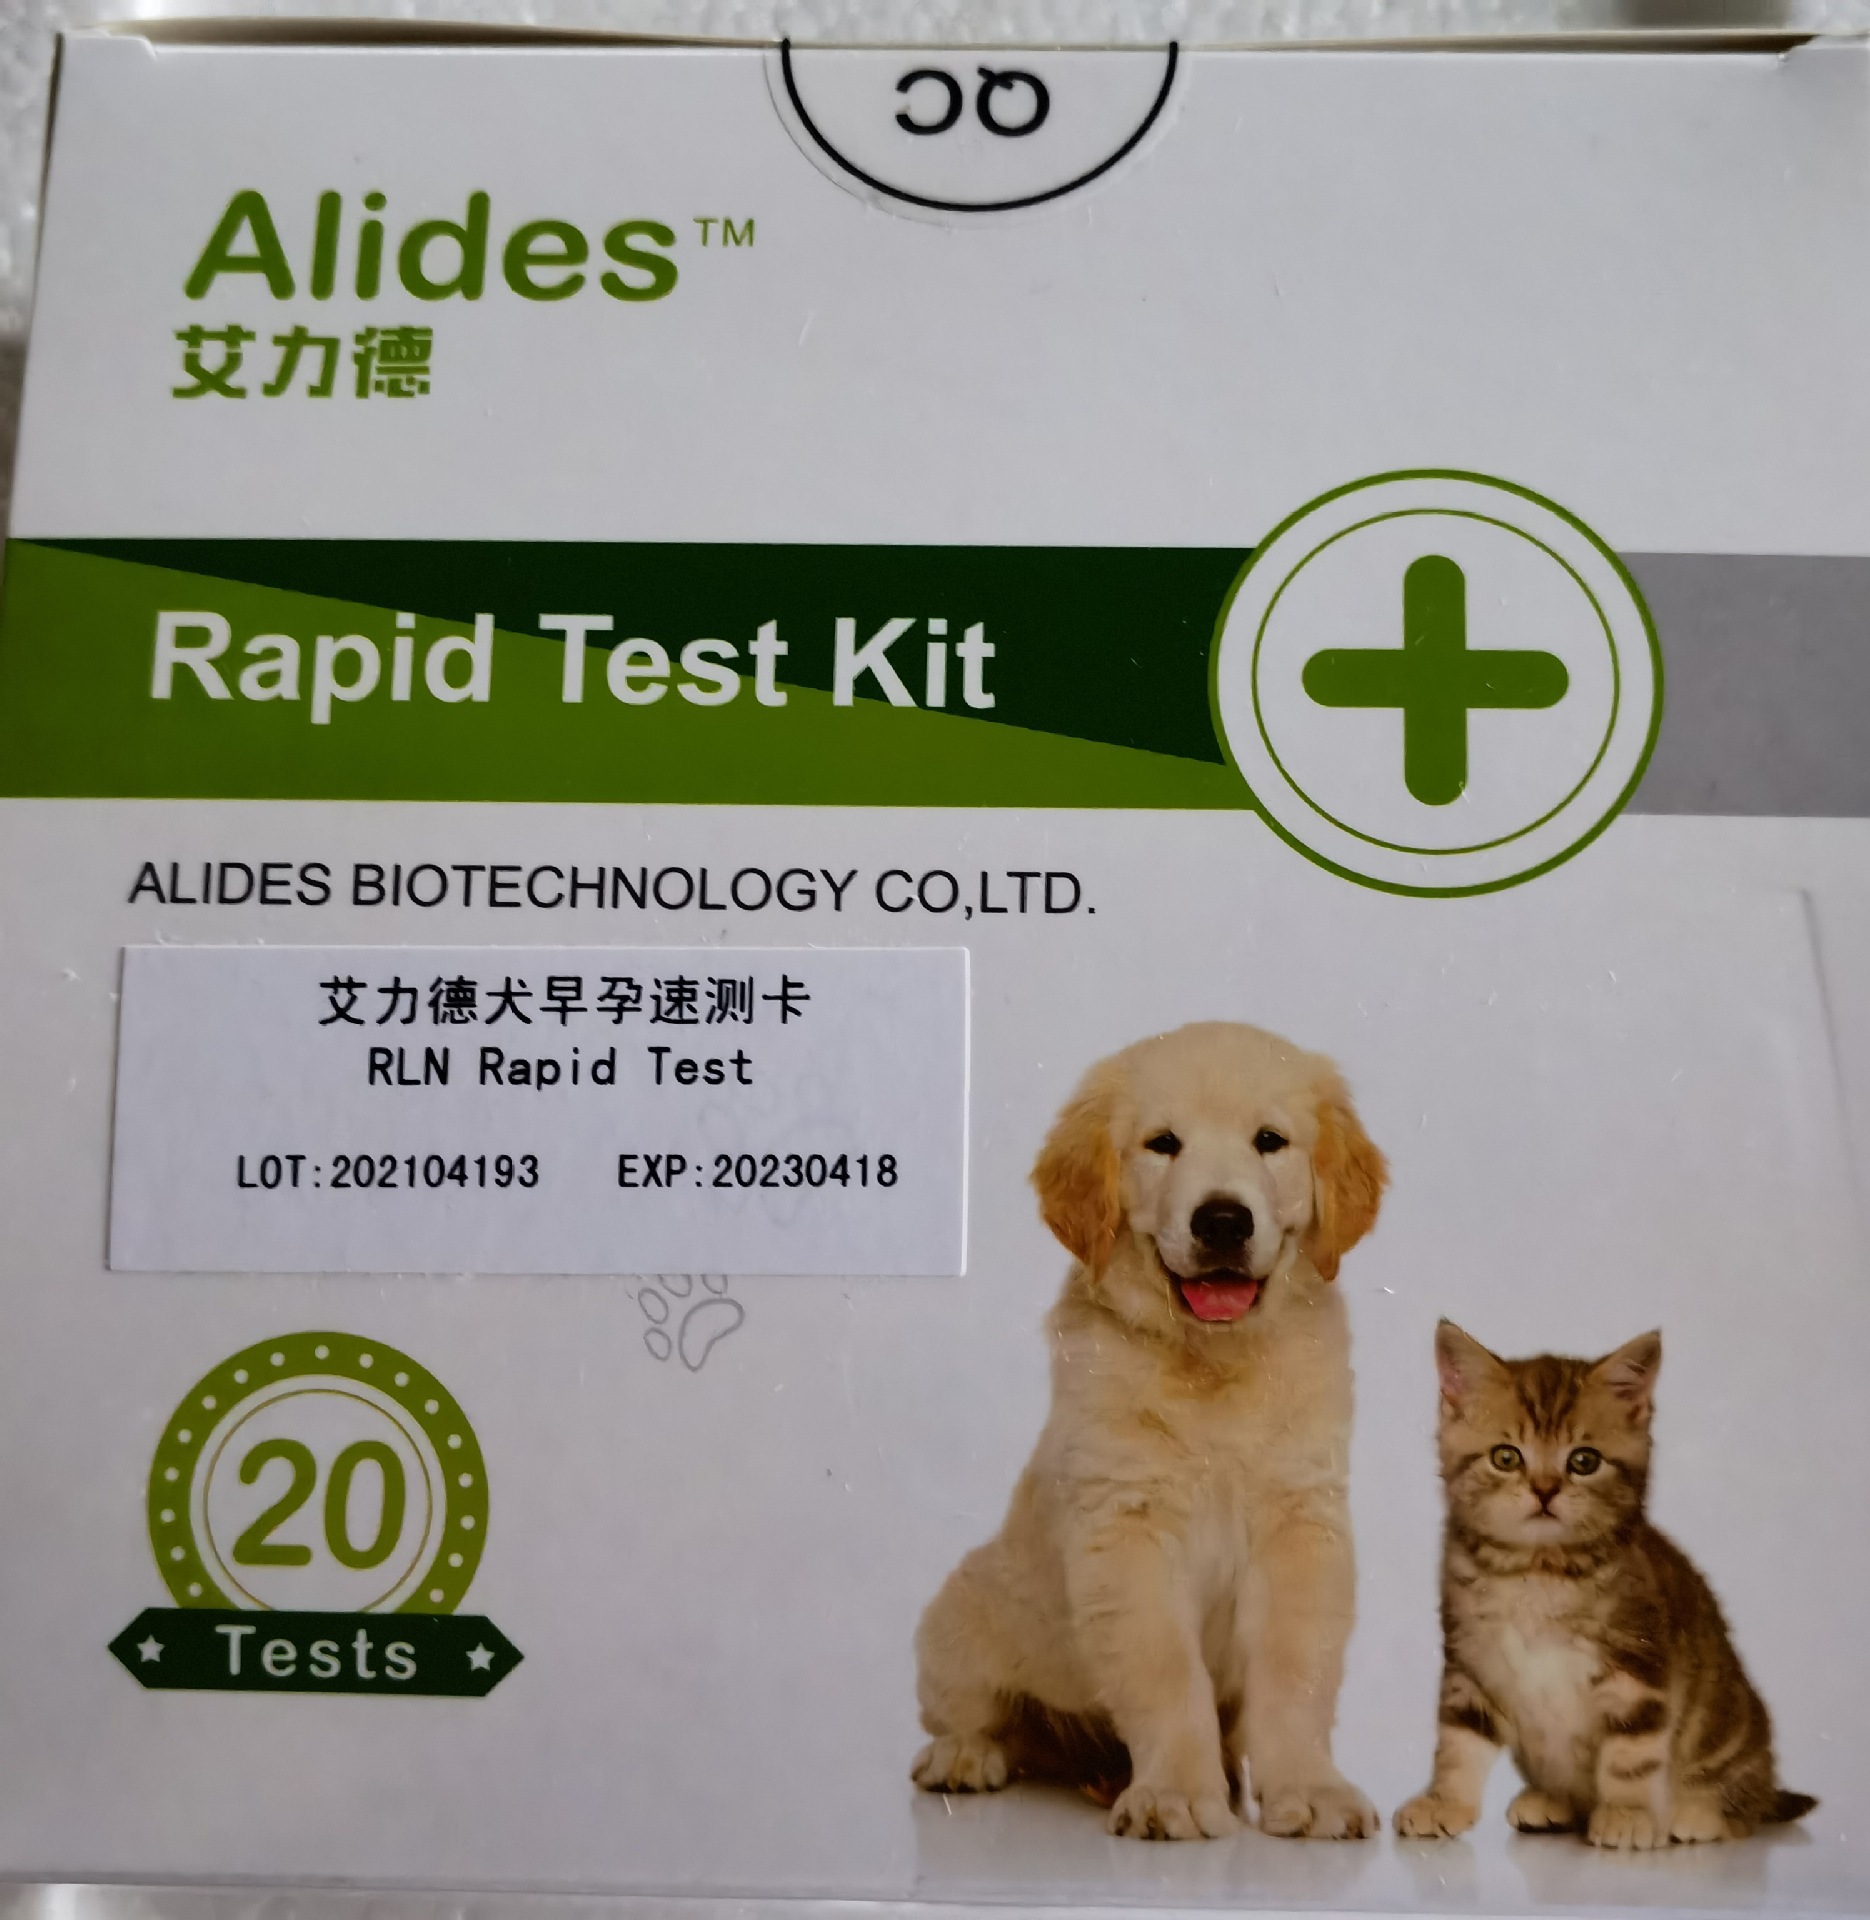 QC
Alides™
艾力德
Rapid Test Kit
ALIDES BIOTECHNOLOGY CO,LTD.
艾力德犬早孕速测卡
RLN Rapid Test
LOT:202104193 EXP:20230418
20
Tests